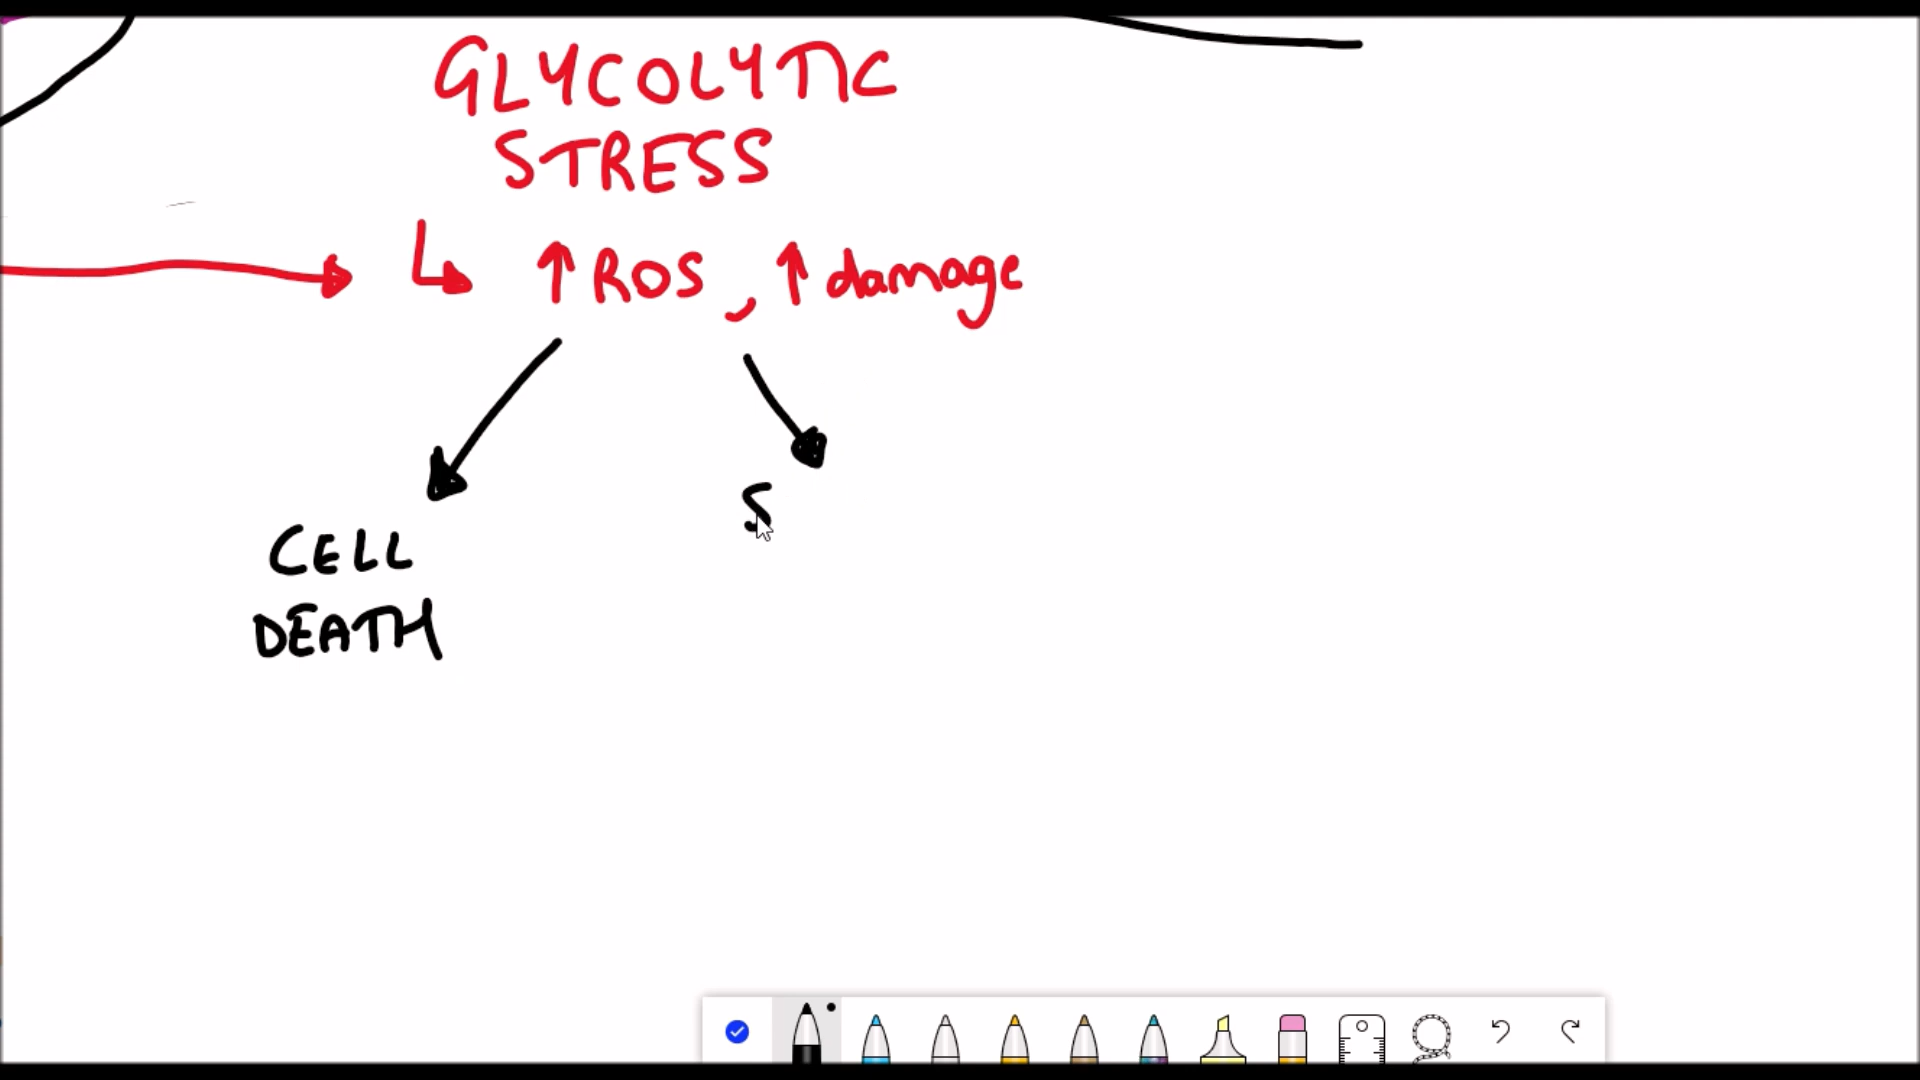 GLYCOLYTIC
STRESS
↳ ↑ ROS, ↑ damage
CELL
DEATH
S